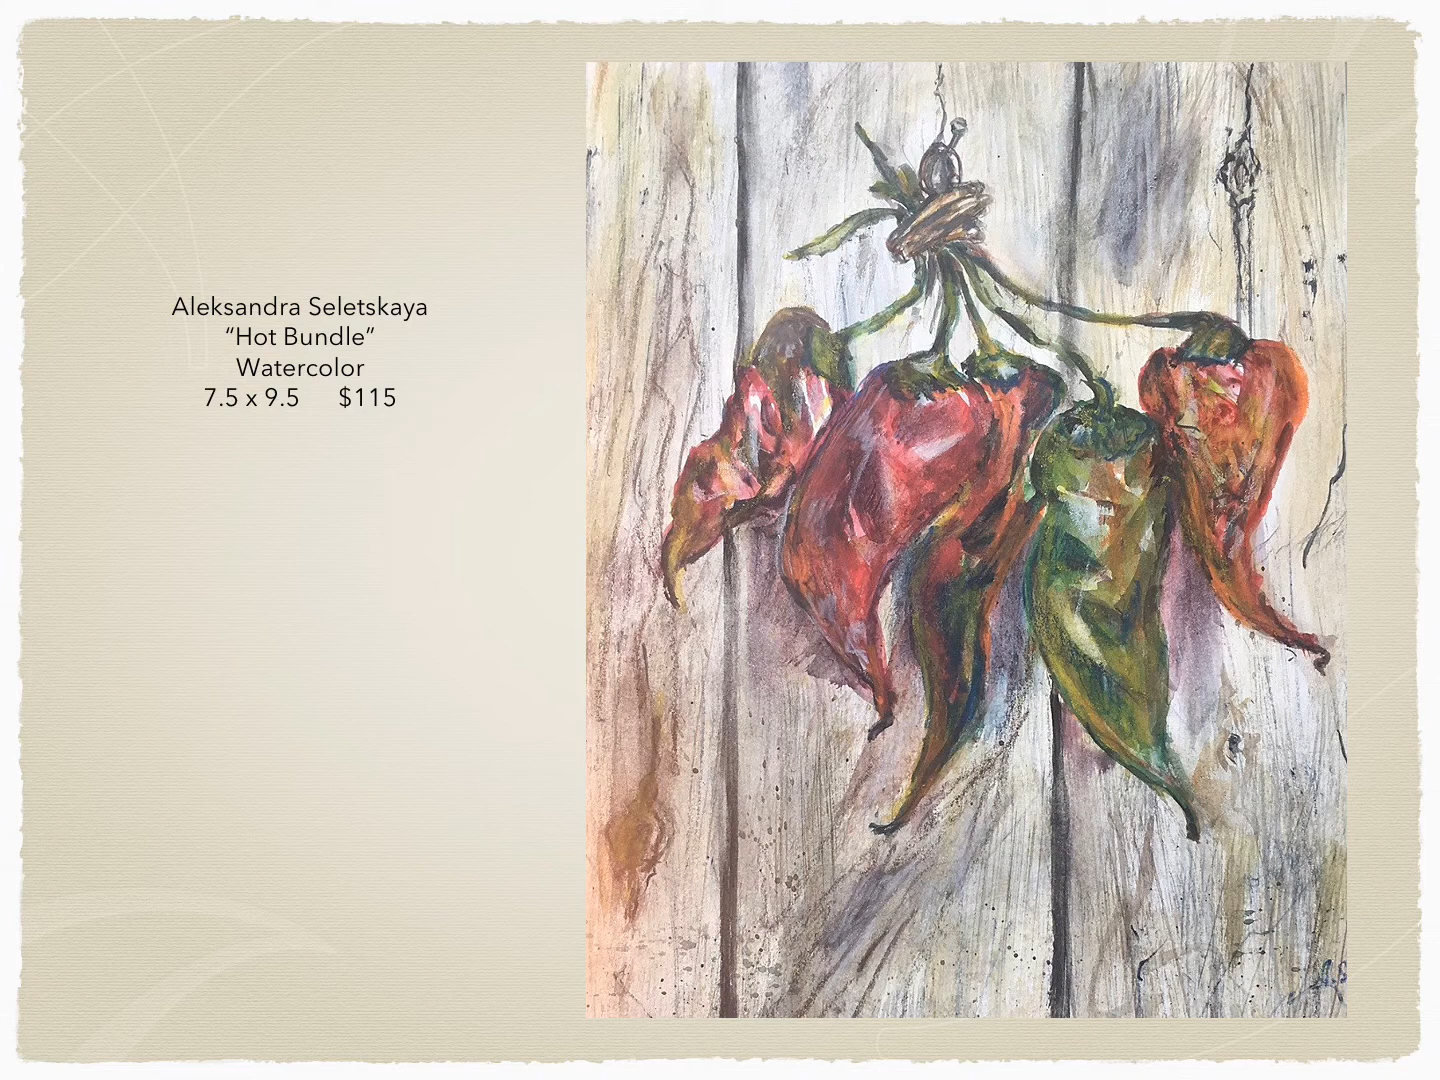 Aleksandra Seletskaya
“Hot Bundle”
Watercolor
7.5 x 9.5 $115
A.S